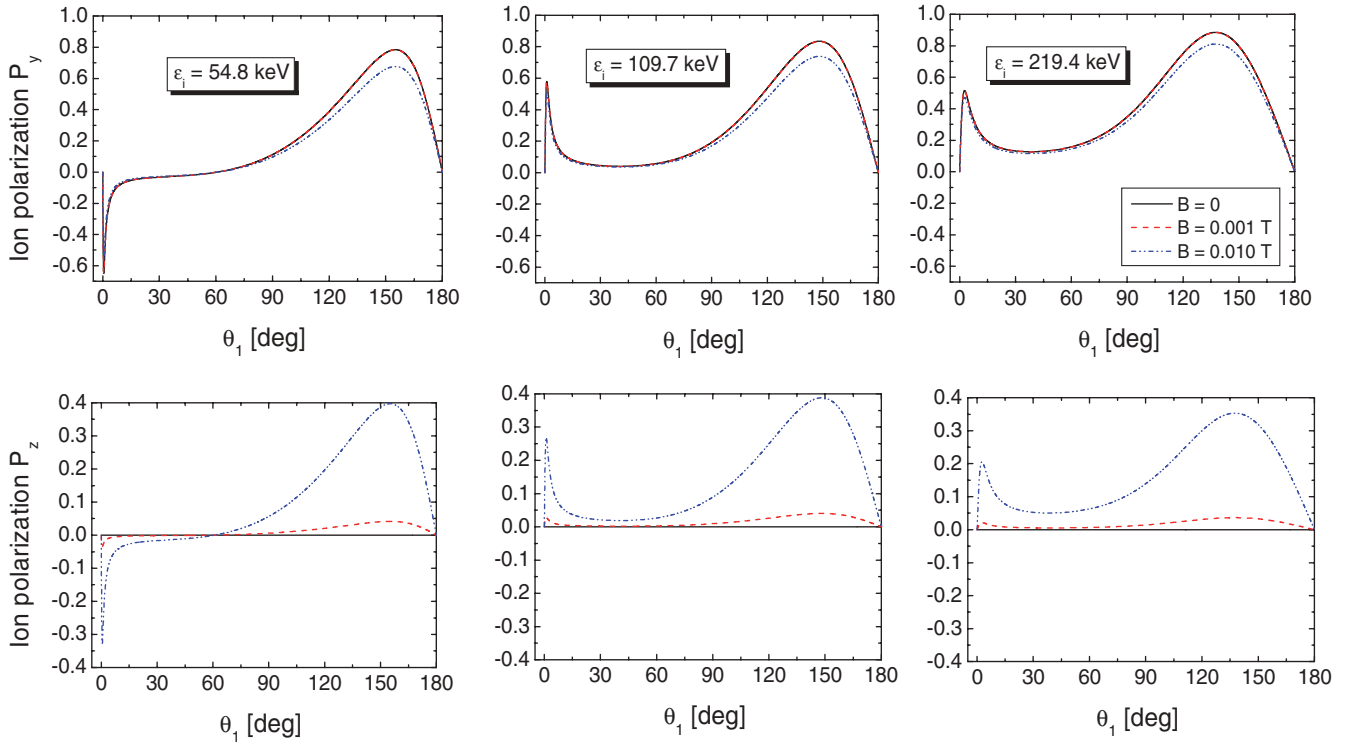 Ion polarization P_y
1.0
0.8
0.6
0.4
0.2
0.0
-0.2
-0.4
-0.6
ε_i = 54.8 keV
0 30 60 90 120 150 180
θ_1 [deg]
1.0
0.8
0.6
0.4
0.2
0.0
-0.2
-0.4
-0.6
ε_i = 109.7 keV
0 30 60 90 120 150 180
θ_1 [deg]
1.0
0.8
0.6
0.4
0.2
0.0
-0.2
-0.4
-0.6
ε_i = 219.4 keV
B = 0
B = 0.001 T
B = 0.010 T
0 30 60 90 120 150 180
θ_1 [deg]
Ion polarization P_z
0.4
0.3
0.2
0.1
0.0
-0.1
-0.2
-0.3
-0.4
0 30 60 90 120 150 180
θ_1 [deg]
0.4
0.3
0.2
0.1
0.0
-0.1
-0.2
-0.3
-0.4
0 30 60 90 120 150 180
θ_1 [deg]
0.4
0.3
0.2
0.1
0.0
-0.1
-0.2
-0.3
-0.4
0 30 60 90 120 150 180
θ_1 [deg]